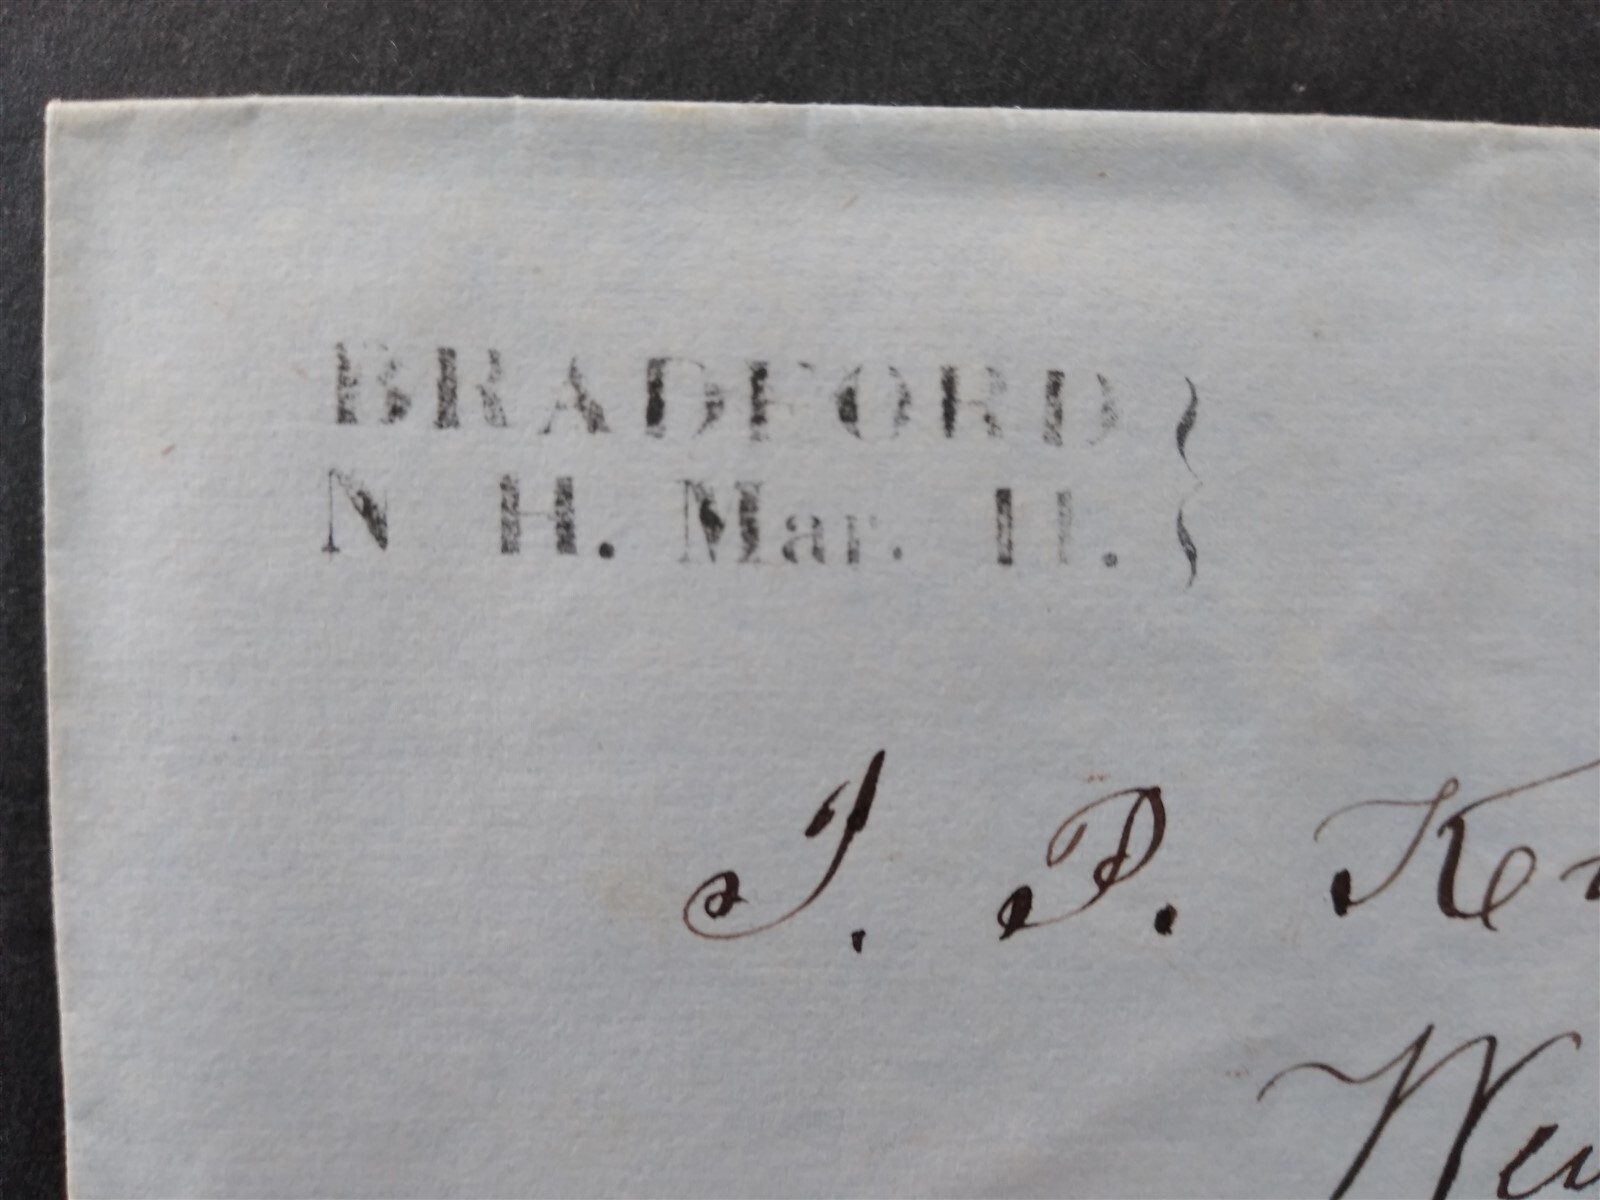 BRADFORD
N H. Mar. 11.
J. P. K